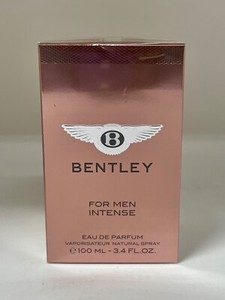 B
BENTLEY
FOR MEN
INTENSE
EAU DE PARFUM
VAPORISATEUR NATURAL SPRAY
℮100 ML - 3.4 FL.OZ.